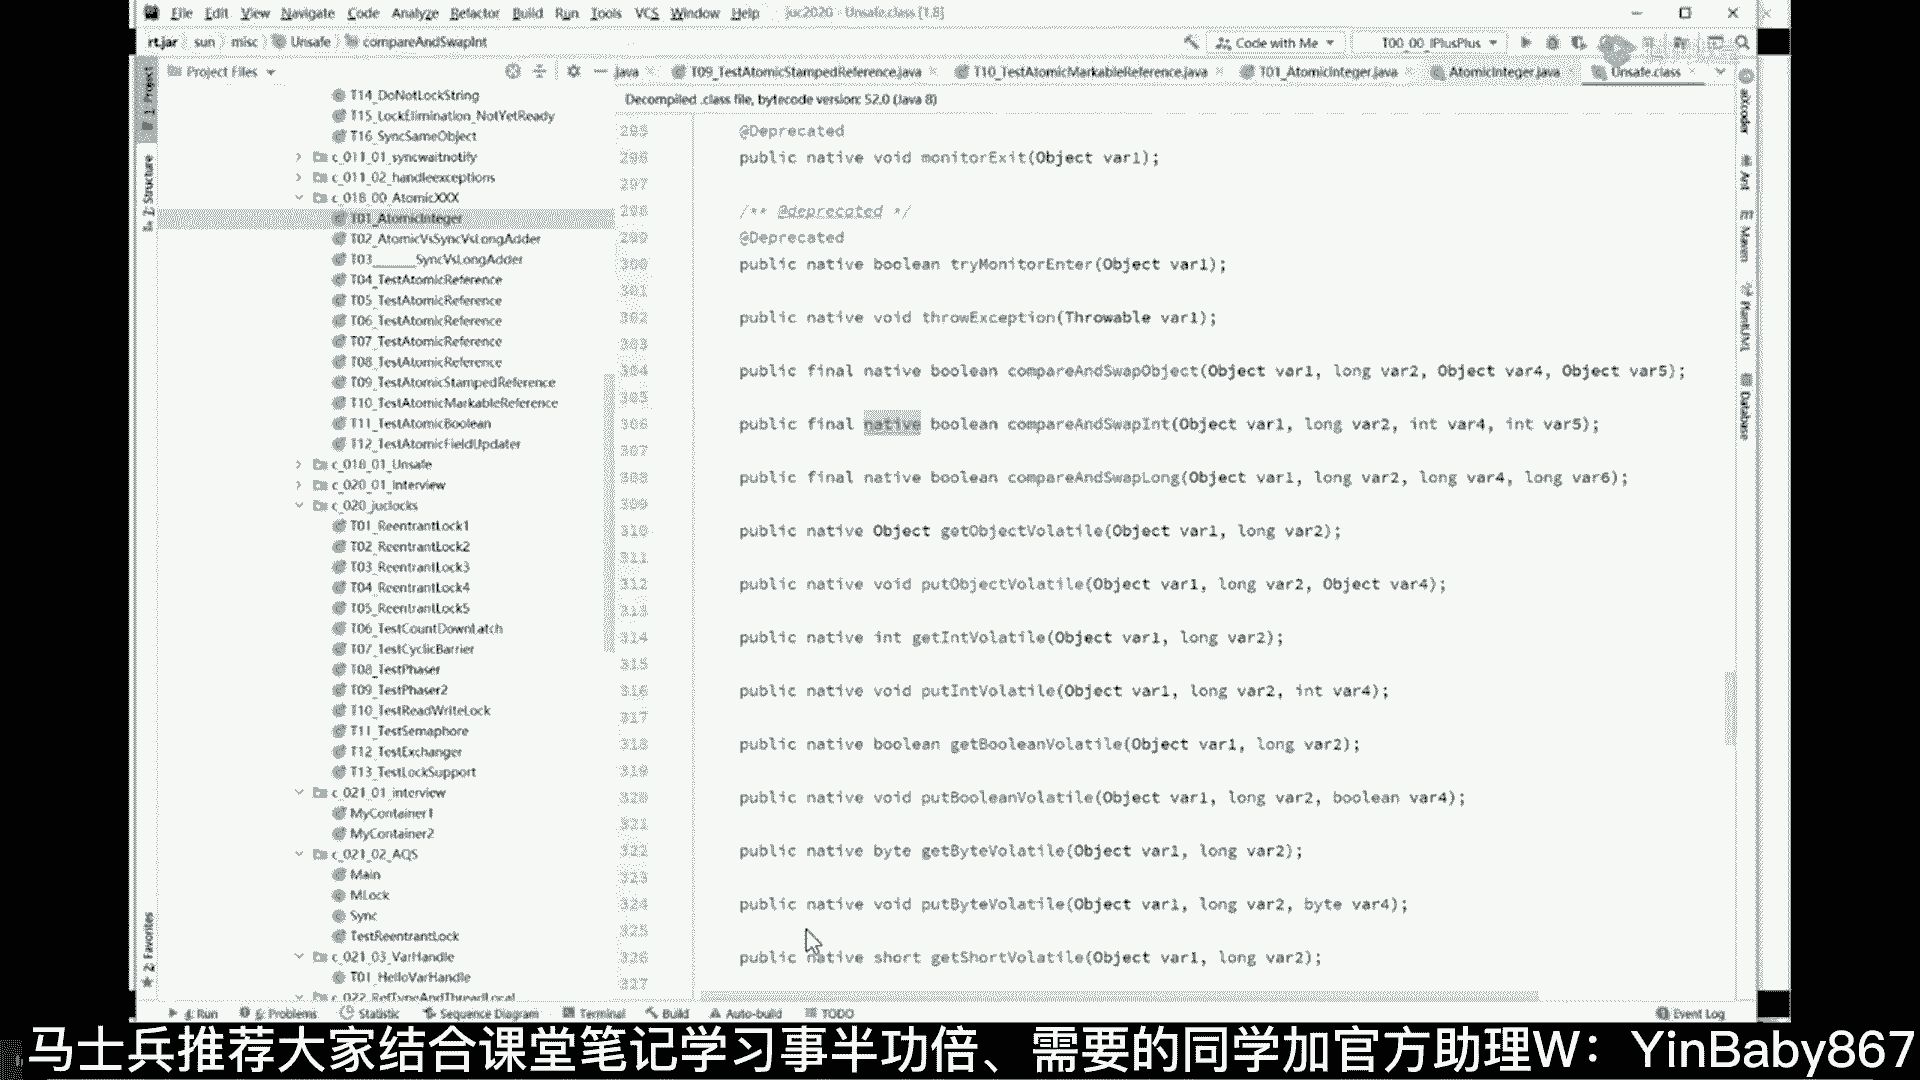 File Edit View Navigate Code Analyze Refactor Build Run Tools VCS Window Help juc2020 - Unsafe.class [1.8]
rt.jar sun misc Unsafe compareAndSwapInt Code with Me T00_00_IPlusPlus
Project Files java T09_TestAtomicStampedReference.java T10_TestAtomicMarkableReference.java T01_AtomicInteger.java AtomicInteger.java Unsafe.class
Decompiled .class file, bytecode version: 52.0 (Java 8)
1: Project
7: Structure
2: Favorites
T14_DoNotLockString
T15_LockElimination_NotYetReady
T16_SyncSameObject
c_011_01_syncwaitnotify
c_011_02_handleexceptions
c_018_00_AtomicXXX
T01_AtomicInteger
T02_AtomicVsSyncVsLongAdder
T03______SyncVsLongAdder
T04_TestAtomicReference
T05_TestAtomicReference
T06_TestAtomicReference
T07_TestAtomicReference
T08_TestAtomicReference
T09_TestAtomicStampedReference
T10_TestAtomicMarkableReference
T11_TestAtomicBoolean
T12_TestAtomicFieldUpdater
c_018_01_Unsafe
c_020_01_Interview
c_020_juclocks
T01_ReentrantLock1
T02_ReentrantLock2
T03_ReentrantLock3
T04_ReentrantLock4
T05_ReentrantLock5
T06_TestCountDownLatch
T07_TestCyclicBarrier
T08_TestPhaser
T09_TestPhaser2
T10_TestReadWriteLock
T11_TestSemaphore
T12_TestExchanger
T13_TestLockSupport
c_021_01_interview
MyContainer1
MyContainer2
c_021_02_AQS
Main
MLock
Sync
TestReentrantLock
c_021_03_VarHandle
T01_HelloVarHandle
c_022_RefTypeAndThreadLocal
295 @Deprecated
296 public native void monitorExit(Object var1);
297
298 /** @deprecated */
299 @Deprecated
300 public native boolean tryMonitorEnter(Object var1);
301
302 public native void throwException(Throwable var1);
303
304 public final native boolean compareAndSwapObject(Object var1, long var2, Object var4, Object var5);
305
306 public final native boolean compareAndSwapInt(Object var1, long var2, int var4, int var5);
307
308 public final native boolean compareAndSwapLong(Object var1, long var2, long var4, long var6);
309
310 public native Object getObjectVolatile(Object var1, long var2);
311
312 public native void putObjectVolatile(Object var1, long var2, Object var4);
313
314 public native int getIntVolatile(Object var1, long var2);
315
316 public native void putIntVolatile(Object var1, long var2, int var4);
317
318 public native boolean getBooleanVolatile(Object var1, long var2);
319
320 public native void putBooleanVolatile(Object var1, long var2, boolean var4);
321
322 public native byte getByteVolatile(Object var1, long var2);
323
324 public native void putByteVolatile(Object var1, long var2, byte var4);
325
326 public native short getShortVolatile(Object var1, long var2);
327
aiXcoder
Ant
Maven
PlantUML
Database
4: Run 6: Problems Statistic Sequence Diagram Terminal Build Auto-build TODO Event Log
马士兵推荐大家结合课堂笔记学习事半功倍、需要的同学加官方助理W：YinBaby867